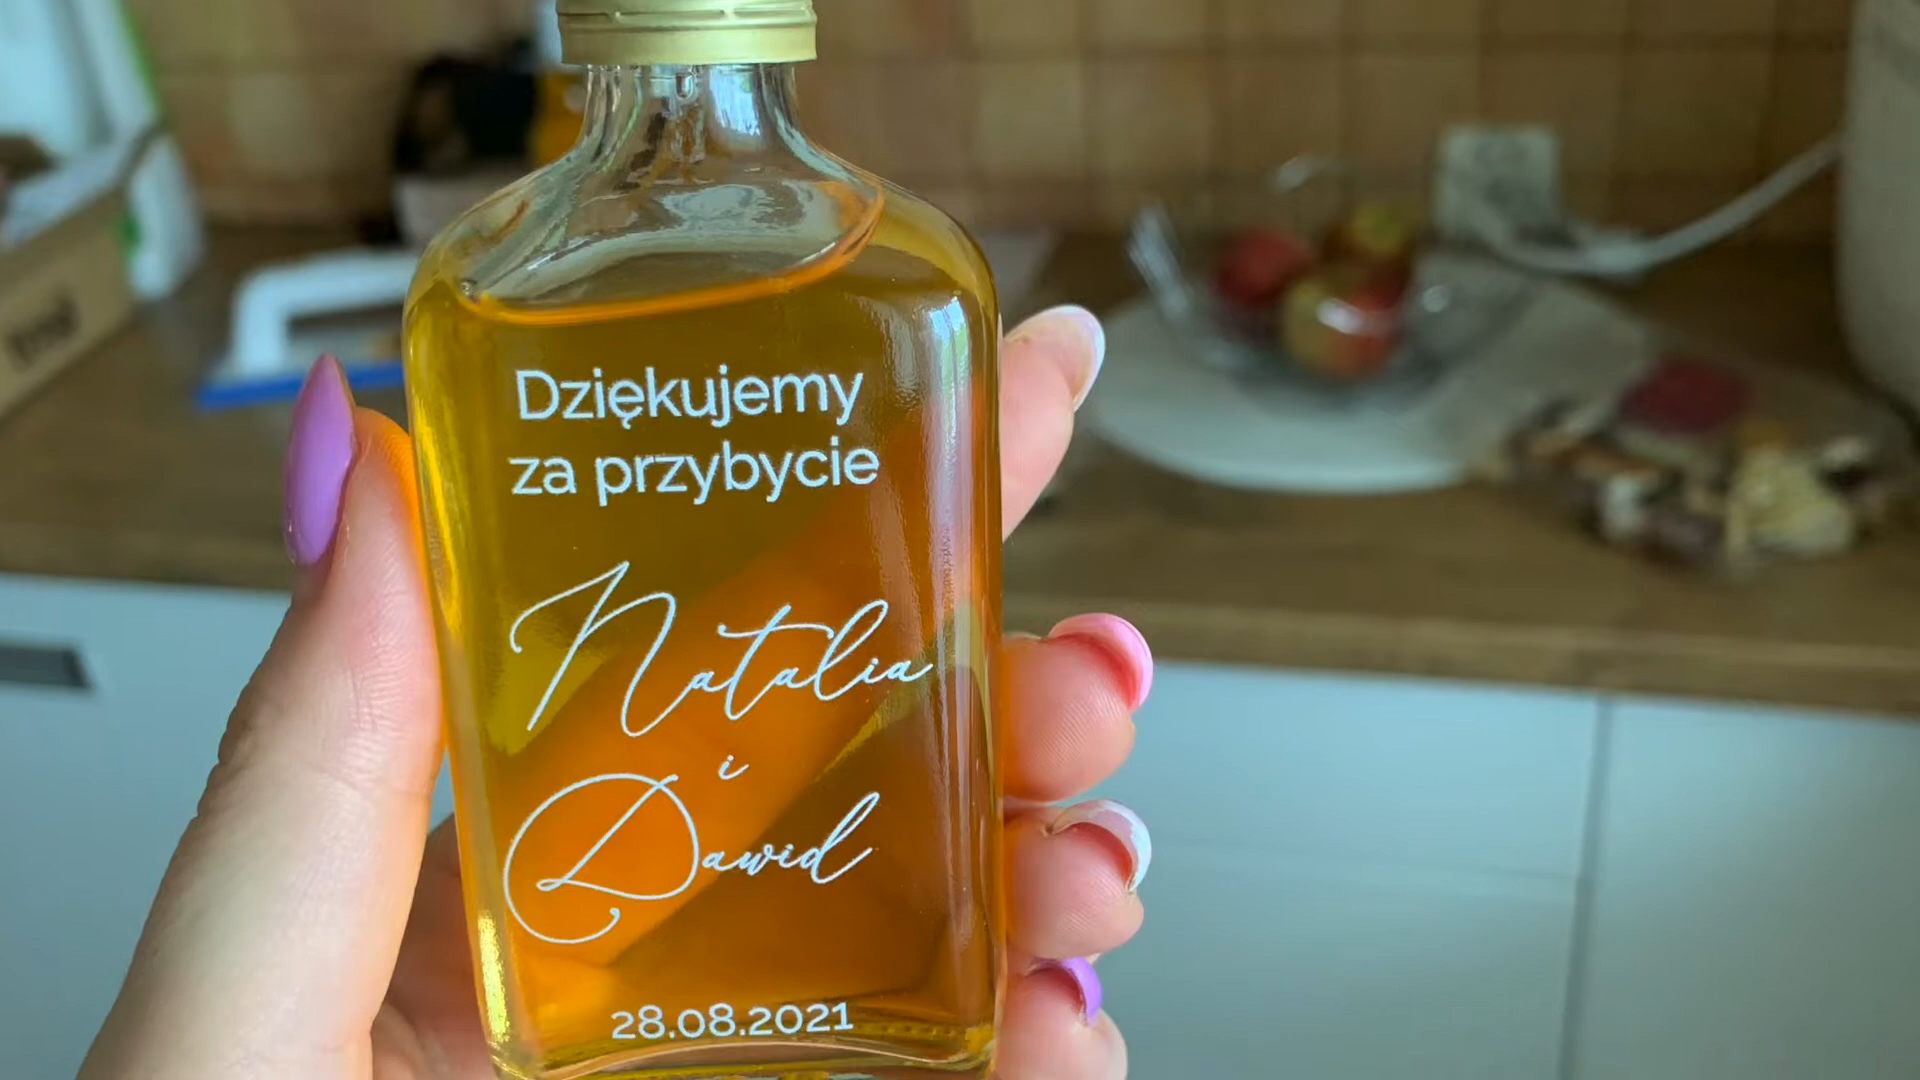 Dziękujemy
za przybycie
Natalia
i
Dawid
28.08.2021